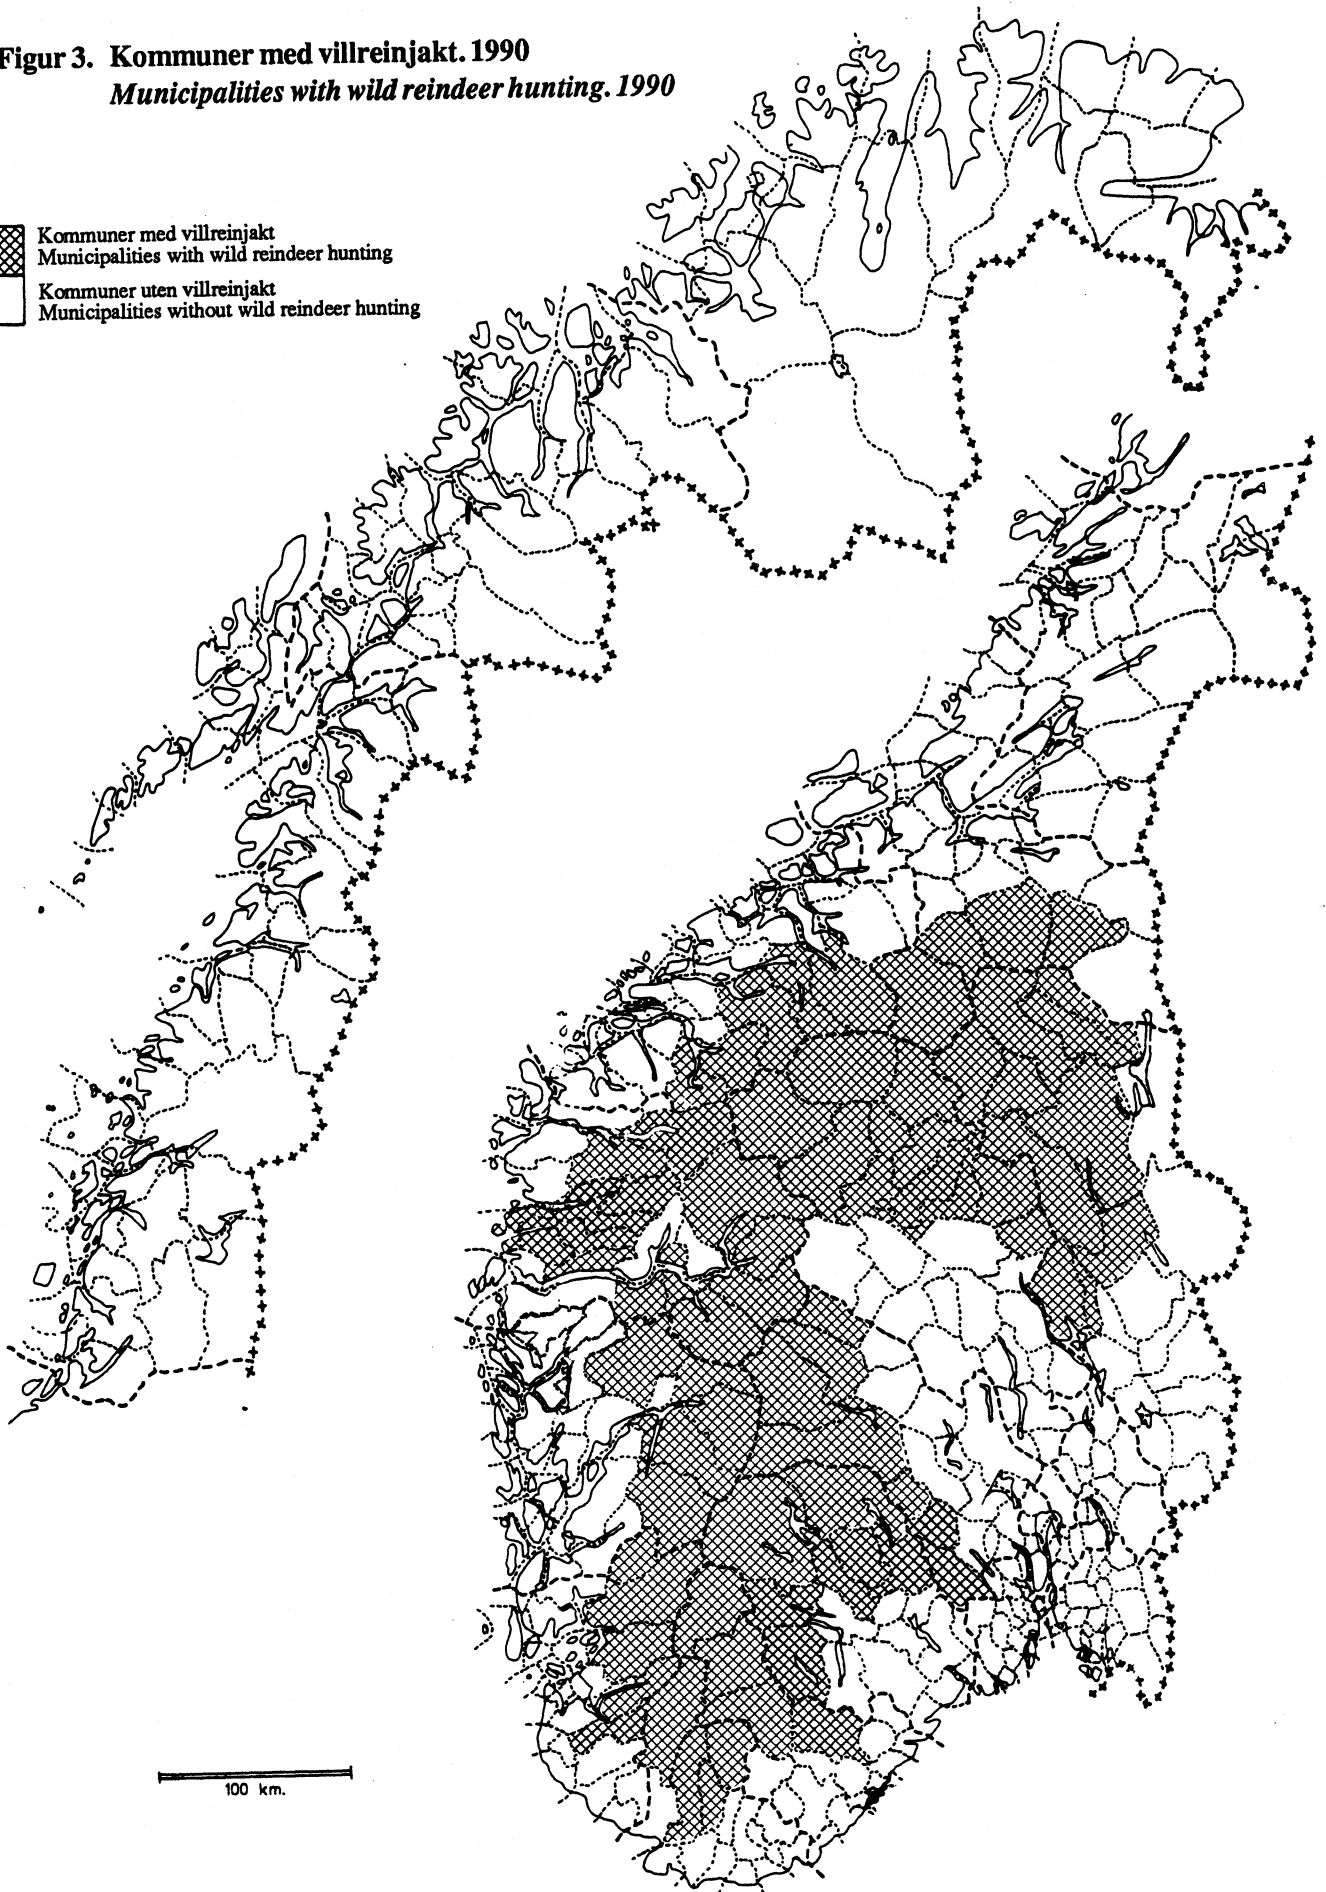 Figur 3. Kommuner med villreinjakt. 1990
Municipalities with wild reindeer hunting. 1990
Kommuner med villreinjakt
Municipalities with wild reindeer hunting
Kommuner uten villreinjakt
Municipalities without wild reindeer hunting
100 km.